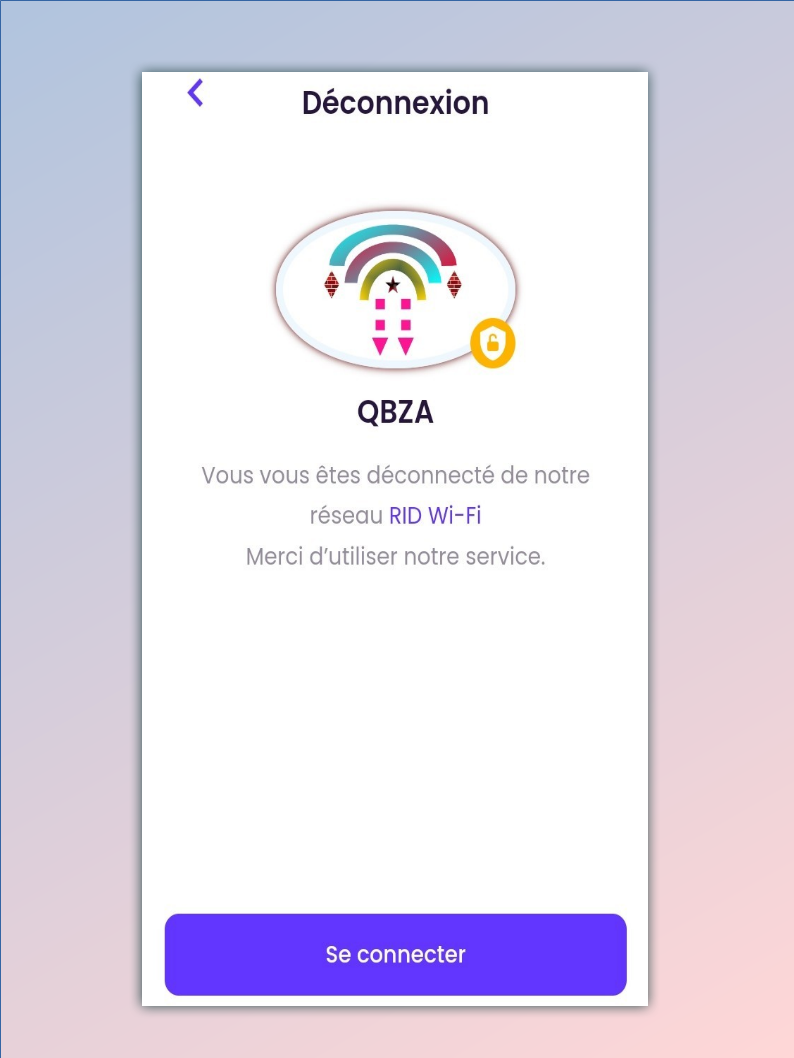 Déconnexion
QBZA
Vous vous êtes déconnecté de notre
réseau RID Wi-Fi
Merci d’utiliser notre service.
Se connecter